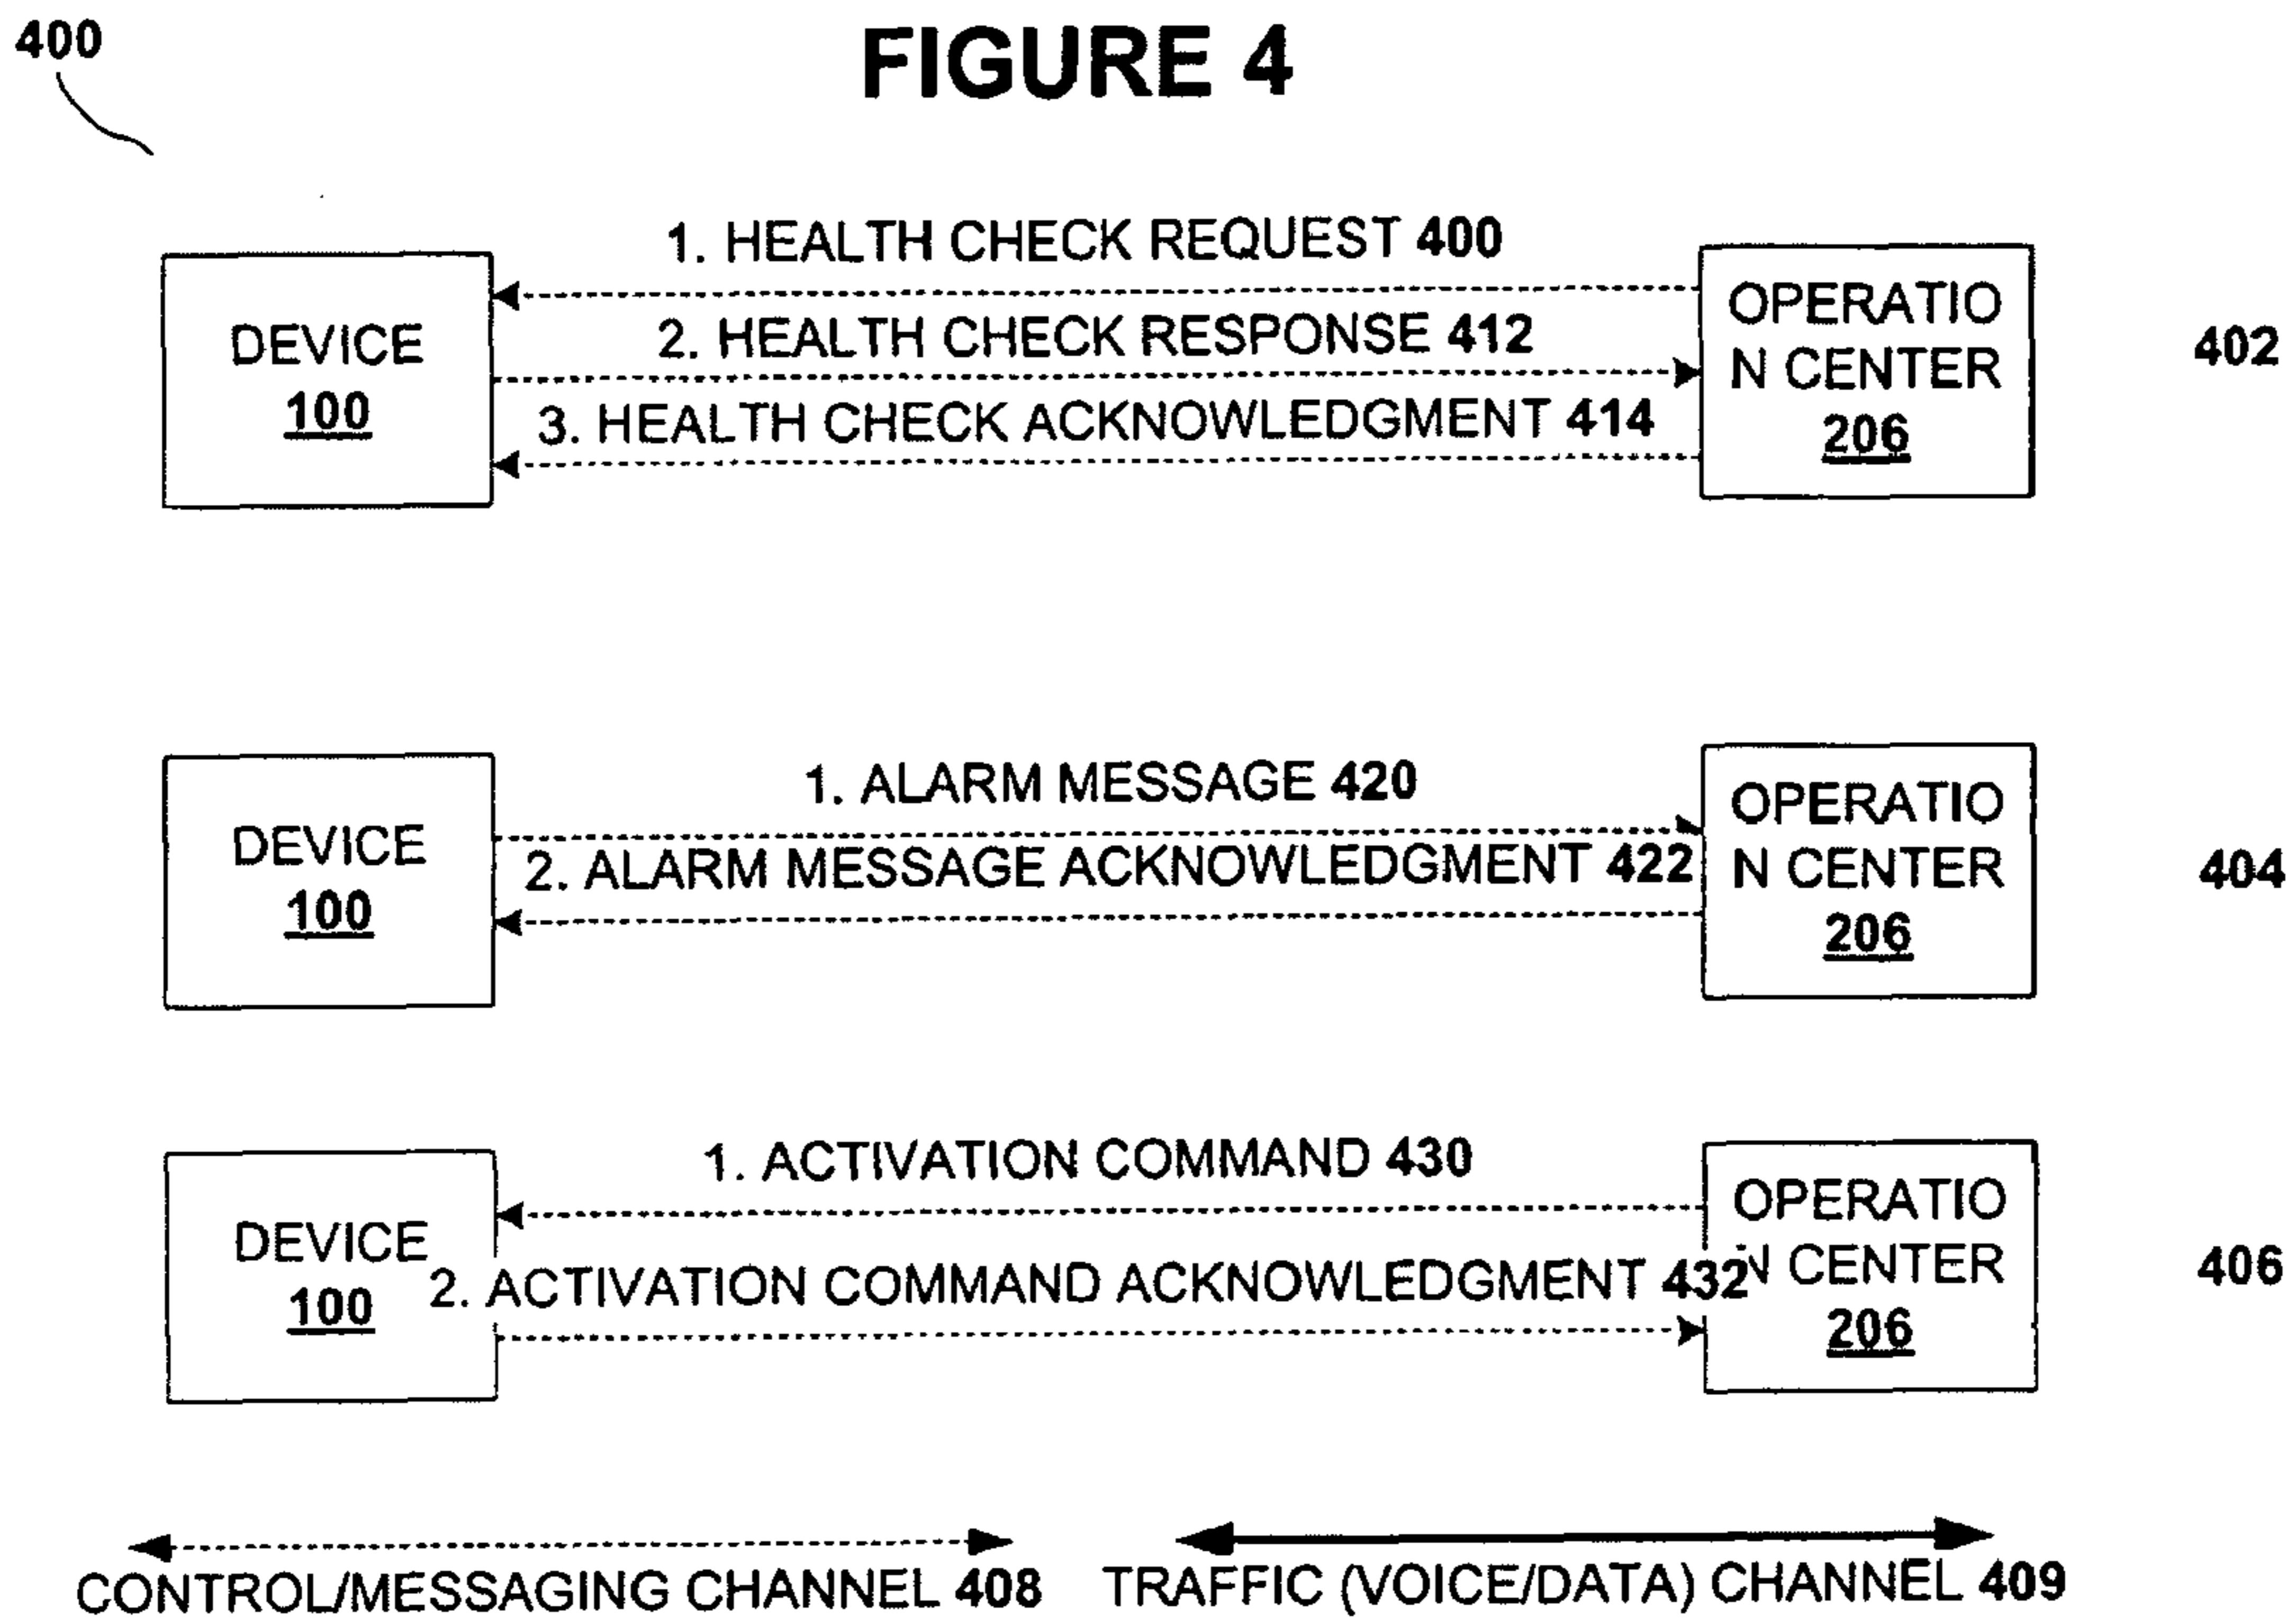 400
FIGURE 4
1. HEALTH CHECK REQUEST 400
DEVICE
100
2. HEALTH CHECK RESPONSE 412
3. HEALTH CHECK ACKNOWLEDGMENT 414
OPERATIO
N CENTER
206
402
1. ALARM MESSAGE 420
DEVICE
100
2. ALARM MESSAGE ACKNOWLEDGMENT 422
OPERATIO
N CENTER
206
404
1. ACTIVATION COMMAND 430
DEVICE
100
2. ACTIVATION COMMAND ACKNOWLEDGMENT 432
OPERATIO
N CENTER
206
406
CONTROL/MESSAGING CHANNEL 408
TRAFFIC (VOICE/DATA) CHANNEL 409